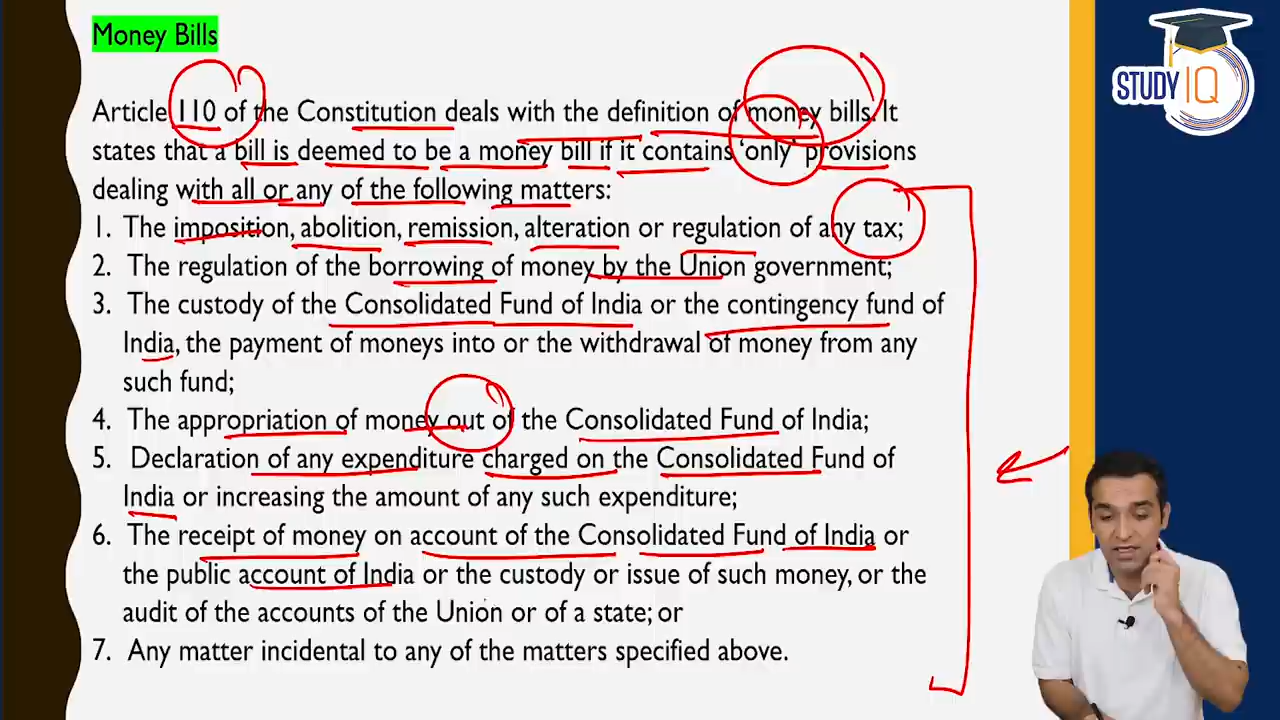 Money Bills
STUDY IQ
Article 110 of the Constitution deals with the definition of money bills. It
states that a bill is deemed to be a money bill if it contains ‘only’ provisions
dealing with all or any of the following matters:
1. The imposition, abolition, remission, alteration or regulation of any tax;
2. The regulation of the borrowing of money by the Union government;
3. The custody of the Consolidated Fund of India or the contingency fund of
India, the payment of moneys into or the withdrawal of money from any
such fund;
4. The appropriation of money out of the Consolidated Fund of India;
5. Declaration of any expenditure charged on the Consolidated Fund of
India or increasing the amount of any such expenditure;
6. The receipt of money on account of the Consolidated Fund of India or
the public account of India or the custody or issue of such money, or the
audit of the accounts of the Union or of a state; or
7. Any matter incidental to any of the matters specified above.